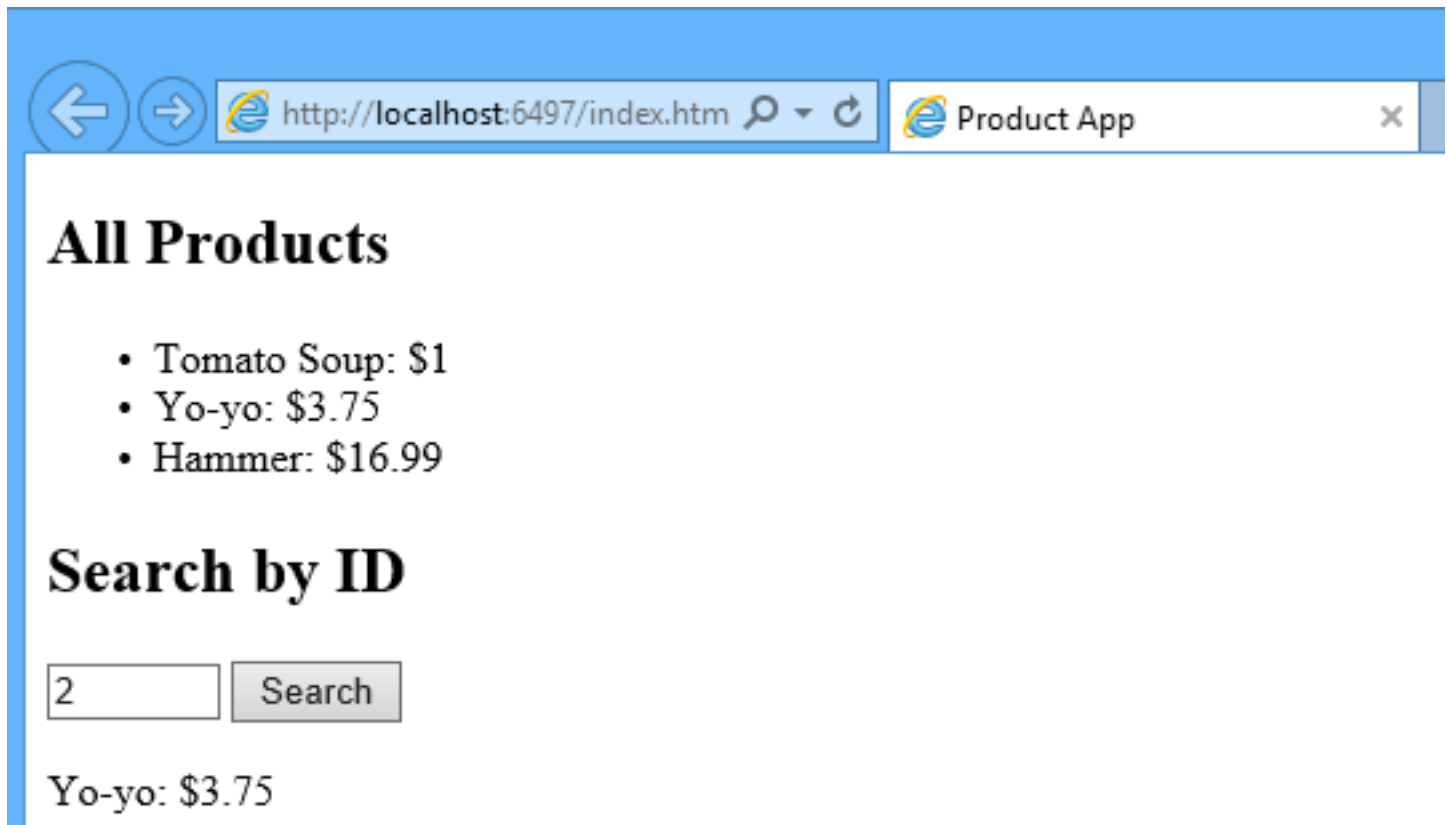 http://localhost:6497/index.htm
Product App
All Products
• Tomato Soup: $1
• Yo-yo: $3.75
• Hammer: $16.99
Search by ID
2 Search
Yo-yo: $3.75